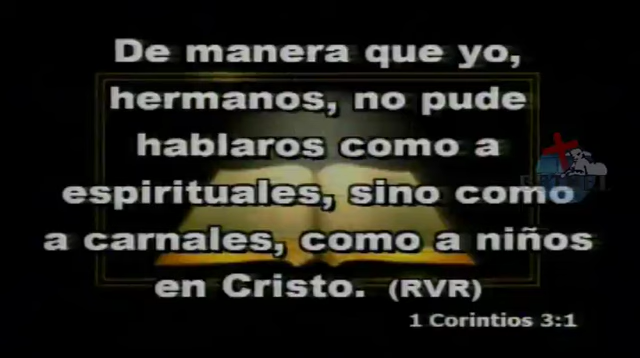 De manera que yo,
hermanos, no pude
hablaros como a
espirituales, sino como
a carnales, como a niños
en Cristo. (RVR)
1 Corintios 3:1